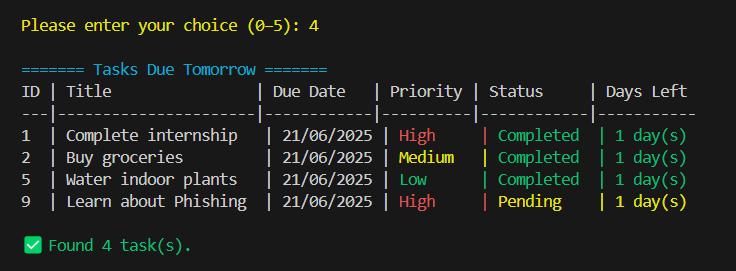 Please enter your choice (0–5): 4
======= Tasks Due Tomorrow =======
ID | Title                 | Due Date   | Priority | Status     | Days Left
---|-----------------------|------------|----------|------------|-----------
1  | Complete internship   | 21/06/2025 | High     | Completed  | 1 day(s)
2  | Buy groceries         | 21/06/2025 | Medium   | Completed  | 1 day(s)
5  | Water indoor plants   | 21/06/2025 | Low      | Completed  | 1 day(s)
9  | Learn about Phishing  | 21/06/2025 | High     | Pending    | 1 day(s)
✅ Found 4 task(s).